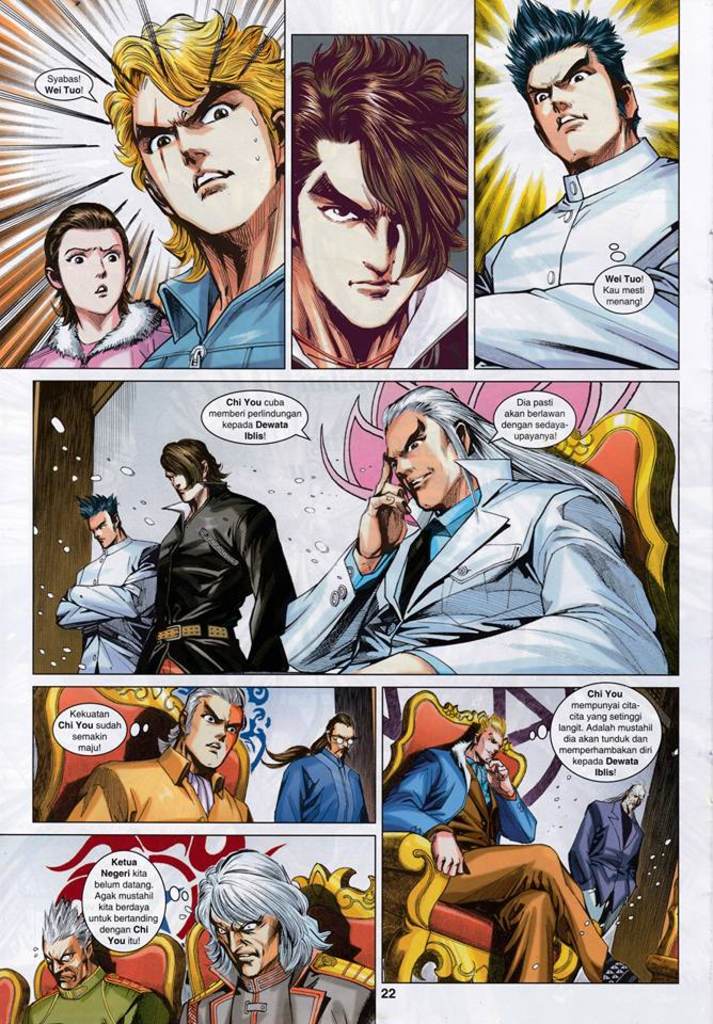 Syabas!
Wei Tuo!
Wei Tuo!
Kau mesti
menang!
Chi You cuba
memberi perlindungan
kepada Dewata
Iblis!
Dia pasti
akan berlawan
dengan sedaya-
upayanya!
Kekuatan
Chi You sudah
semakin
maju!
Chi You
mempunyai cita-
cita yang setinggi
langit. Adalah mustahil
dia akan tunduk dan
memperhambakan diri
kepada Dewata
Iblis!
Ketua
Negeri kita
belum datang.
Agak mustahil
kita berdaya
untuk bertanding
dengan Chi
You itu!
22